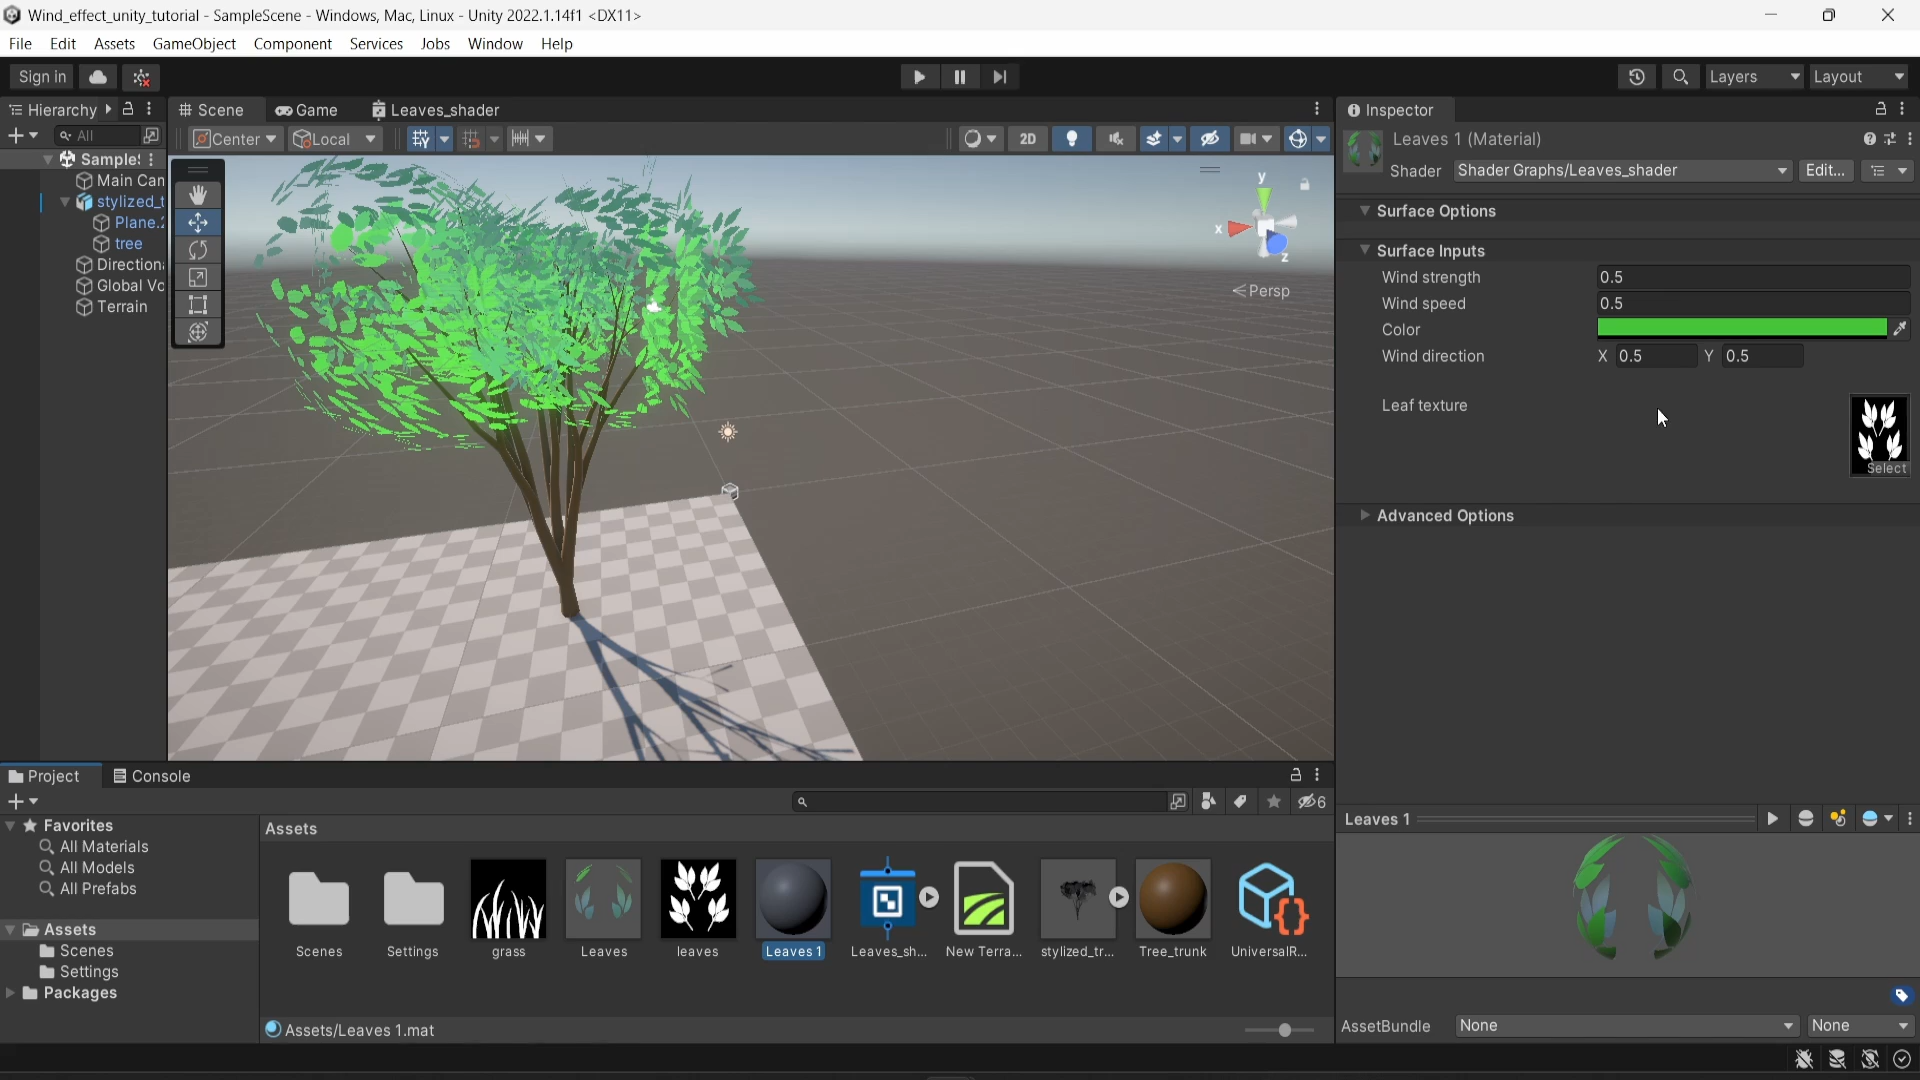 Wind_effect_unity_tutorial - SampleScene - Windows, Mac, Linux - Unity 2022.1.14f1 <DX11>
File Edit Assets GameObject Component Services Jobs Window Help
Sign in
Layers
Layout
Hierarchy
All
Sample
Main Can
stylized_t
Plane.2
tree
Direction
Global Vo
Terrain
Scene
Game
Leaves_shader
Center
Local
2D
y
x
z
Persp
Inspector
Leaves 1 (Material)
Shader Shader Graphs/Leaves_shader Edit...
Surface Options
Surface Inputs
Wind strength 0.5
Wind speed 0.5
Color
Wind direction X 0.5 Y 0.5
Leaf texture
Select
Advanced Options
Project
Console
6
Favorites
All Materials
All Models
All Prefabs
Assets
Scenes
Settings
Packages
Assets
Scenes
Settings
grass
Leaves
leaves
Leaves 1
Leaves_sh...
New Terra...
stylized_tr...
Tree_trunk
UniversalR...
Assets/Leaves 1.mat
Leaves 1
AssetBundle None None